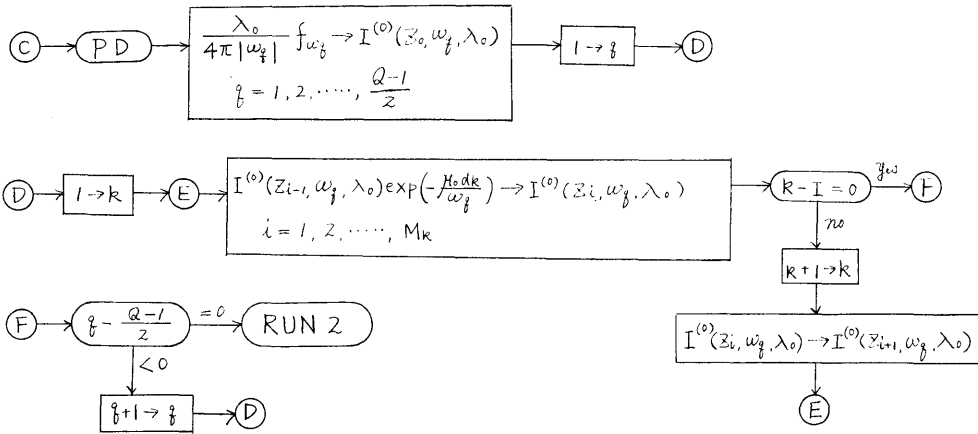 C → PD → λ₀/(4π|ω_q|) f_{ω_q} → I⁽⁰⁾(Z₀, ω_q, λ₀) → 1→q → D
q = 1, 2, ....., (Q-1)/2
D → 1→k → E → I⁽⁰⁾(Z_{i-1}, ω_q, λ₀) exp(-μ₀d_k/ω_q) → I⁽⁰⁾(Z_i, ω_q, λ₀) → k-I=0 yes → F
i = 1, 2, ....., M_k
no
k+1→k
F → q - (Q-1)/2 =0 → RUN 2
I⁽⁰⁾(Z_i, ω_q, λ₀) → I⁽⁰⁾(Z_{i+1}, ω_q, λ₀)
<0
q+1→q → D
E